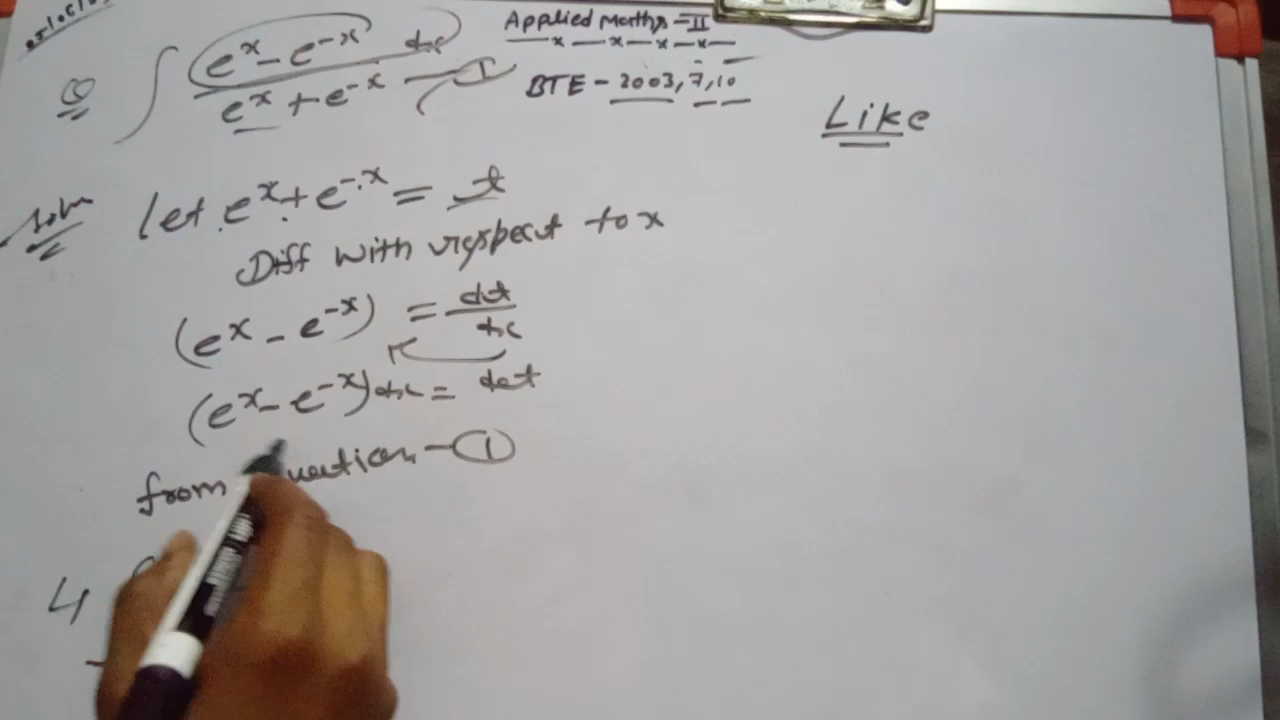 Applied Maths-II
Q ∫ (e^x - e^-x) dx / (e^x + e^-x) — ①
BTE - 2003, 7, 10
Like
Soln let e^x + e^-x = t
Diff with respect to x
(e^x - e^-x) = dt/dx
(e^x - e^-x)dx = dt
from — ①